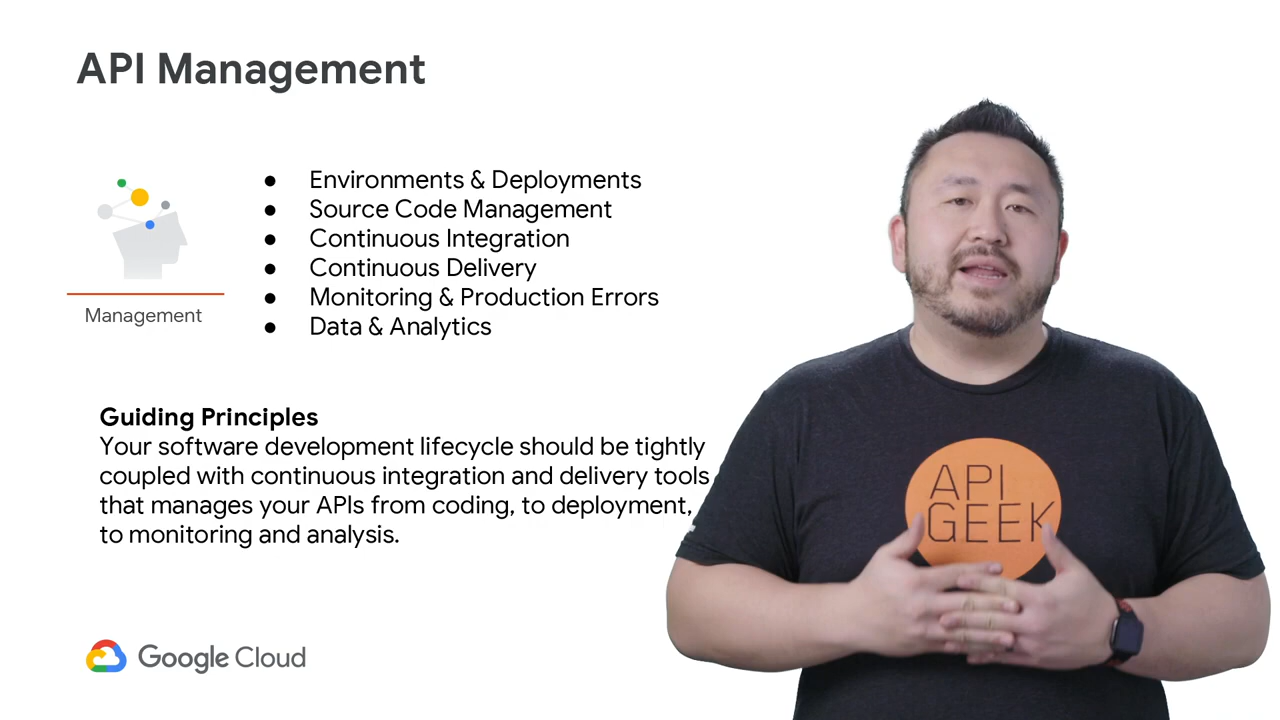 API Management
● Environments & Deployments
● Source Code Management
● Continuous Integration
● Continuous Delivery
● Monitoring & Production Errors
● Data & Analytics
Management
Guiding Principles
Your software development lifecycle should be tightly
coupled with continuous integration and delivery tools
that manages your APIs from coding, to deployment,
to monitoring and analysis.
Google Cloud
API
GEEK